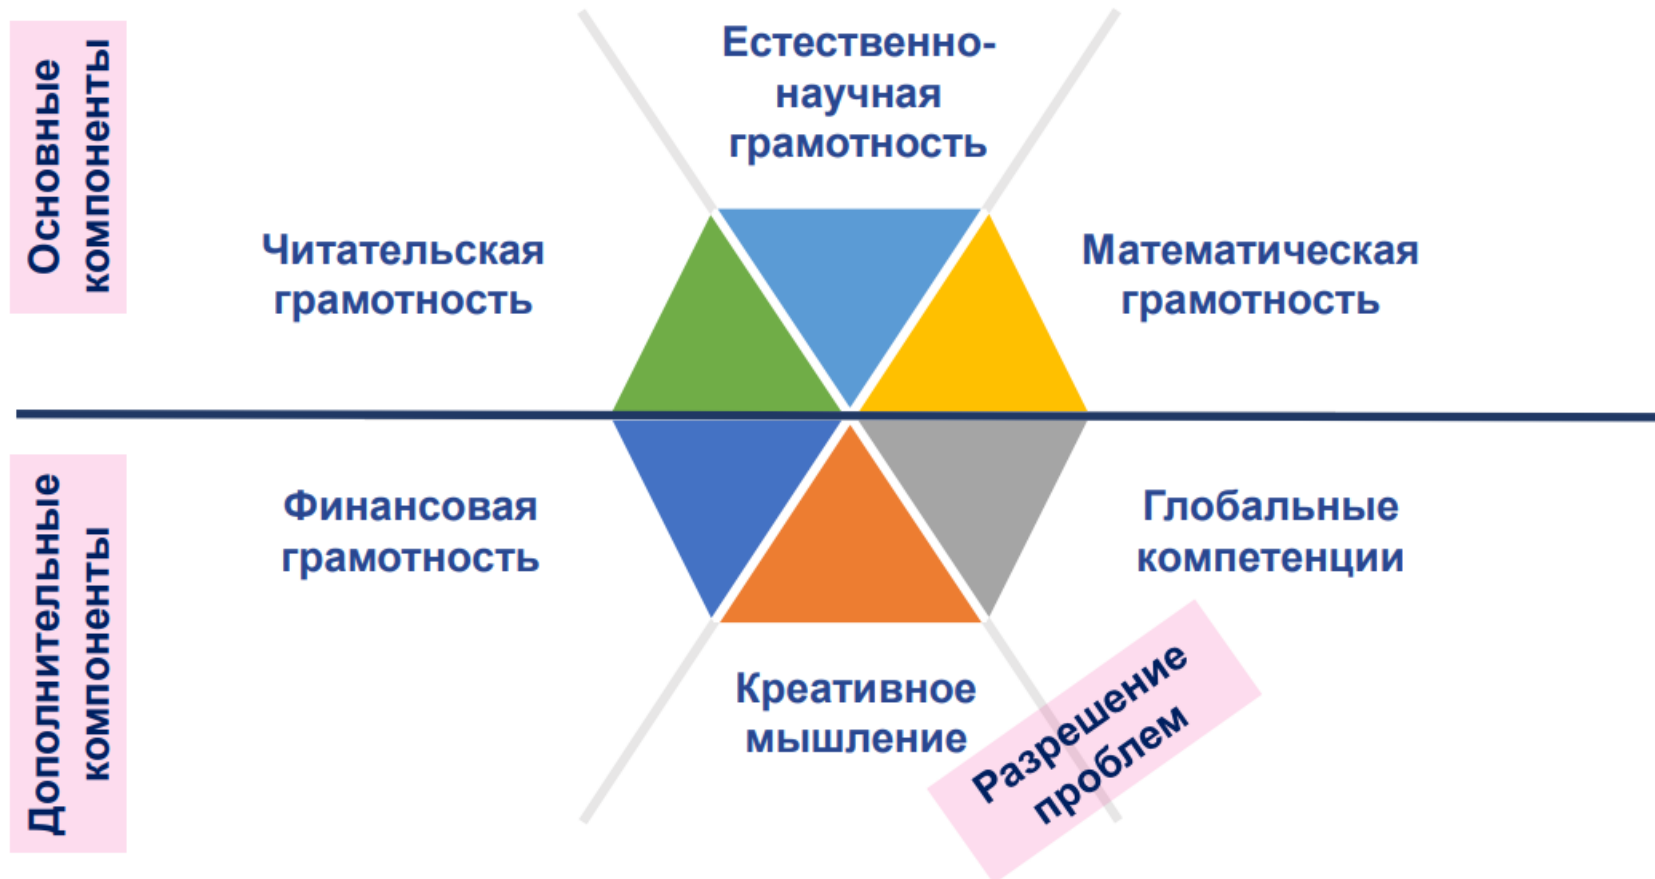 Основные
компоненты
Естественно-
научная
грамотность
Читательская
грамотность
Математическая
грамотность
Дополнительные
компоненты
Финансовая
грамотность
Глобальные
компетенции
Креативное
мышление
Разрешение
проблем